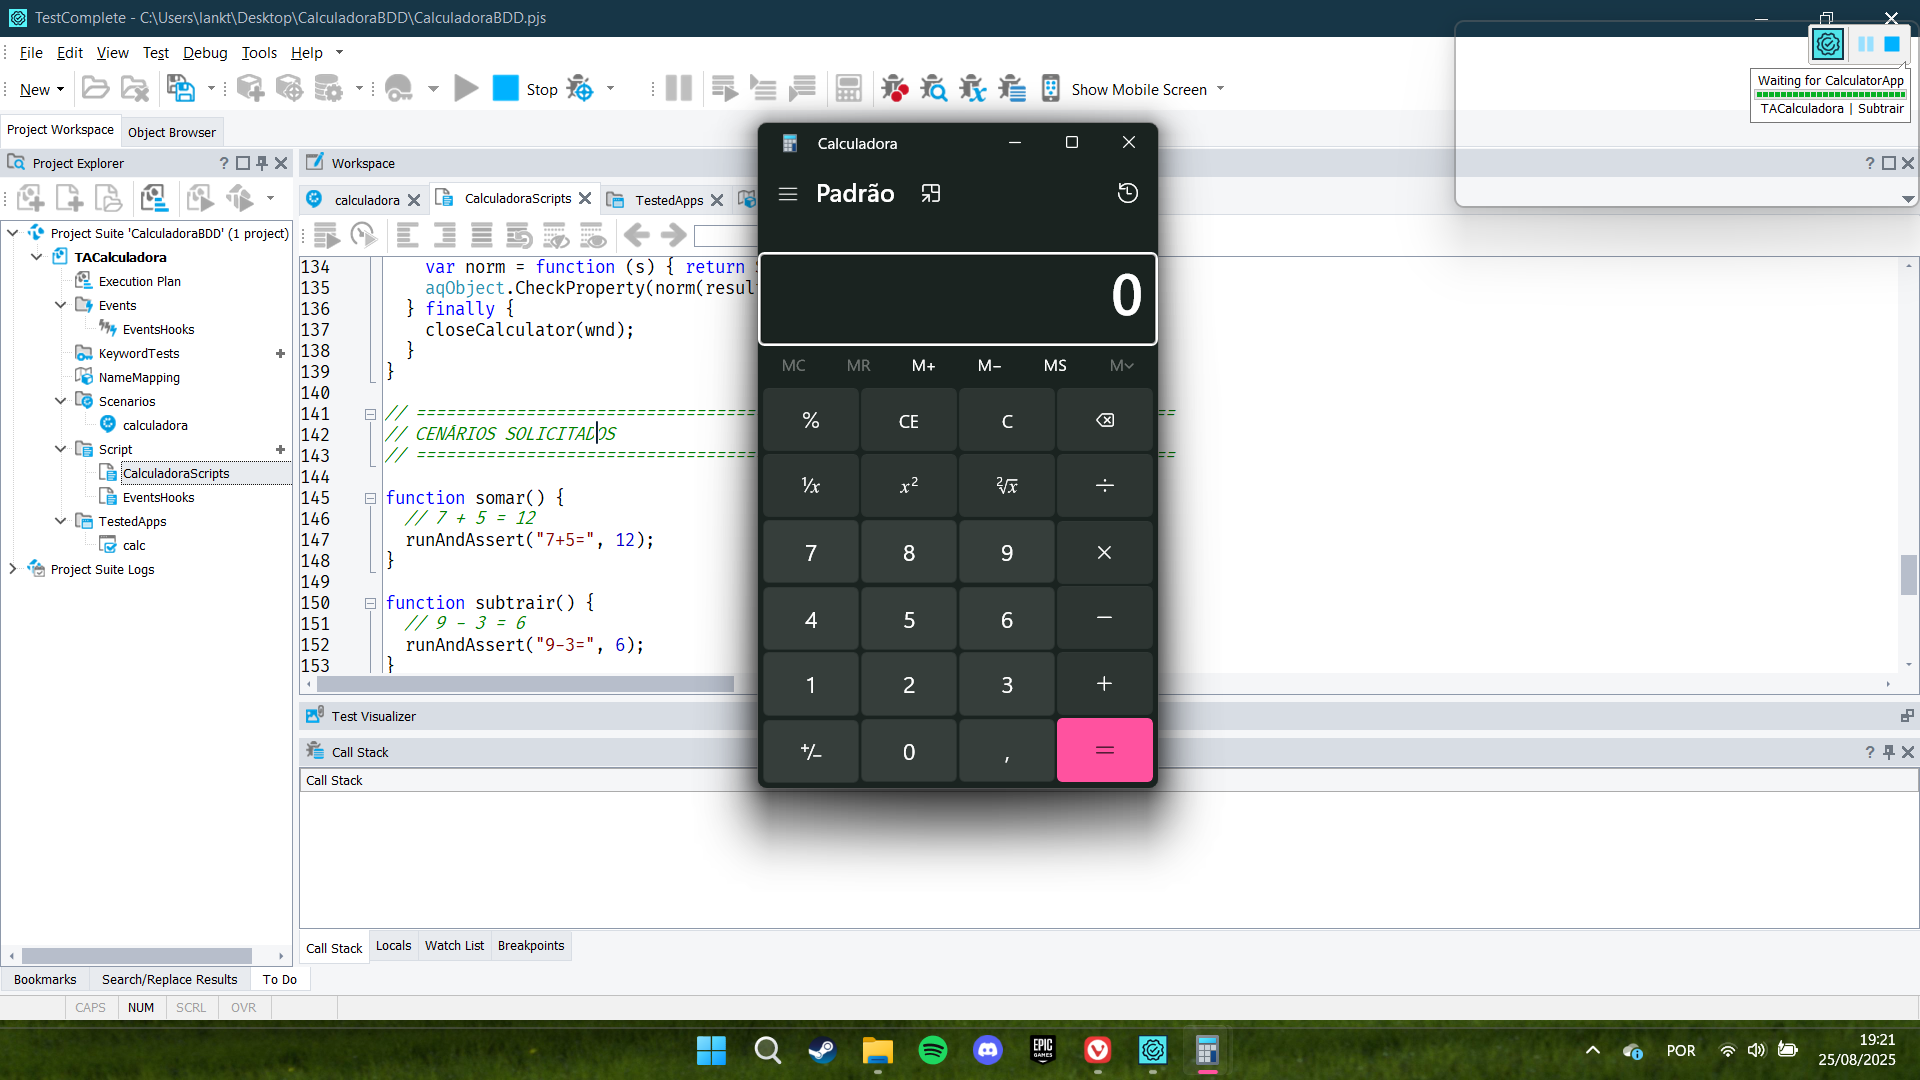 TestComplete - C:\Users\lankt\Desktop\CalculadoraBDD\CalculadoraBDD.pjs
File Edit View Test Debug Tools Help
New Stop Show Mobile Screen
Waiting for CalculatorApp
TACalculadora | Subtrair
Project Workspace Object Browser
Project Explorer
Workspace
calculadora CalculadoraScripts TestedApps
Project Suite 'CalculadoraBDD' (1 project)
TACalculadora
Execution Plan
Events
EventsHooks
KeywordTests
NameMapping
Scenarios
calculadora
Script
CalculadoraScripts
EventsHooks
TestedApps
calc
Project Suite Logs
134 var norm = function (s) { return
135 aqObject.CheckProperty(norm(resul
136 } finally {
137 closeCalculator(wnd);
138 }
139 }
140
141 // ==================================== ==
142 // CENÁRIOS SOLICITADOS
143 // ==================================== ==
144
145 function somar() {
146 // 7 + 5 = 12
147 runAndAssert("7+5=", 12);
148 }
149
150 function subtrair() {
151 // 9 - 3 = 6
152 runAndAssert("9-3=", 6);
153 }
Calculadora
Padrão
0
MC MR M+ M- MS M
% CE C
⅟x x² ²√x ÷
7 8 9 ×
4 5 6 −
1 2 3 +
+/− 0 , =
Test Visualizer
Call Stack
Call Stack
Call Stack Locals Watch List Breakpoints
Bookmarks Search/Replace Results To Do
CAPS NUM SCRL OVR
EPIC GAMES
POR
19:21
25/08/2025